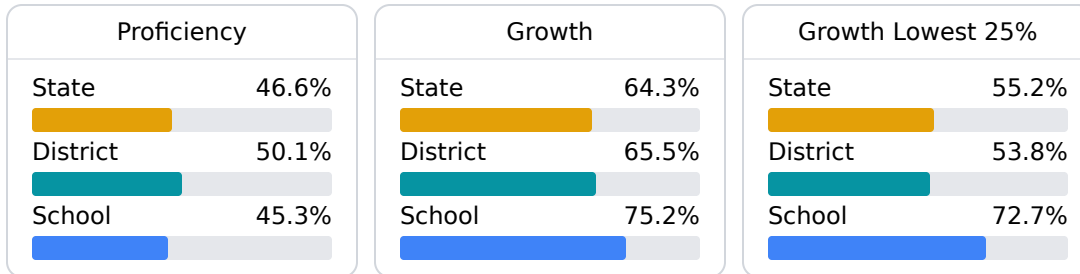 Proficiency
State 46.6%
District 50.1%
School 45.3%
Growth
State 64.3%
District 65.5%
School 75.2%
Growth Lowest 25%
State 55.2%
District 53.8%
School 72.7%